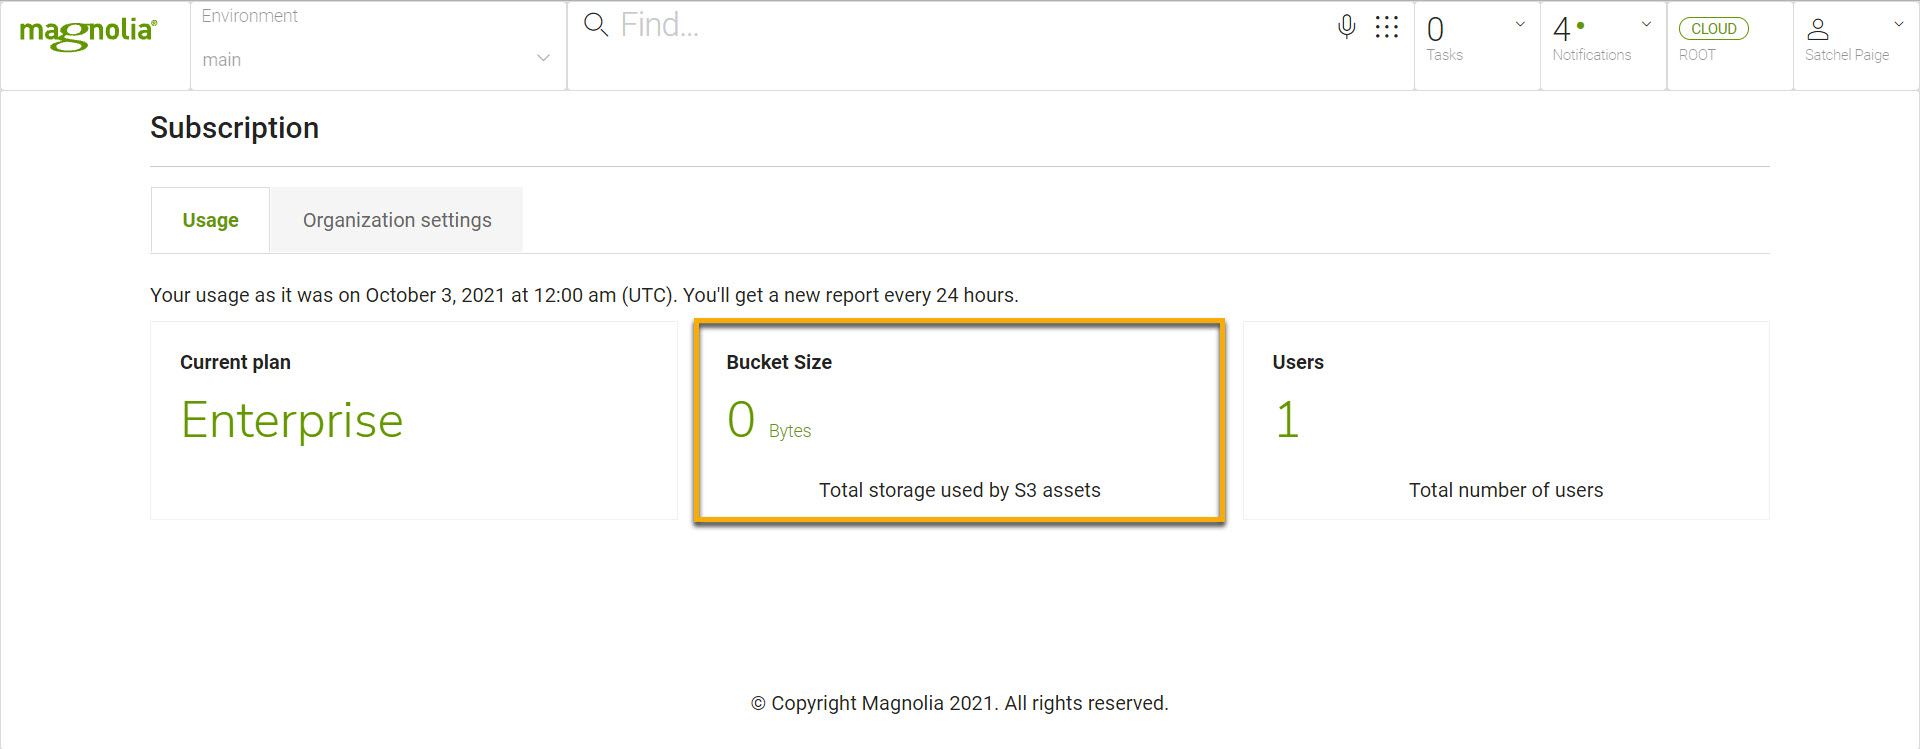 magnolia®
Environment
main
Find...
0
Tasks
4
Notifications
CLOUD
ROOT
Satchel Paige
Subscription
Usage
Organization settings
Your usage as it was on October 3, 2021 at 12:00 am (UTC). You'll get a new report every 24 hours.
Current plan
Enterprise
Bucket Size
0 Bytes
Total storage used by S3 assets
Users
1
Total number of users
© Copyright Magnolia 2021. All rights reserved.